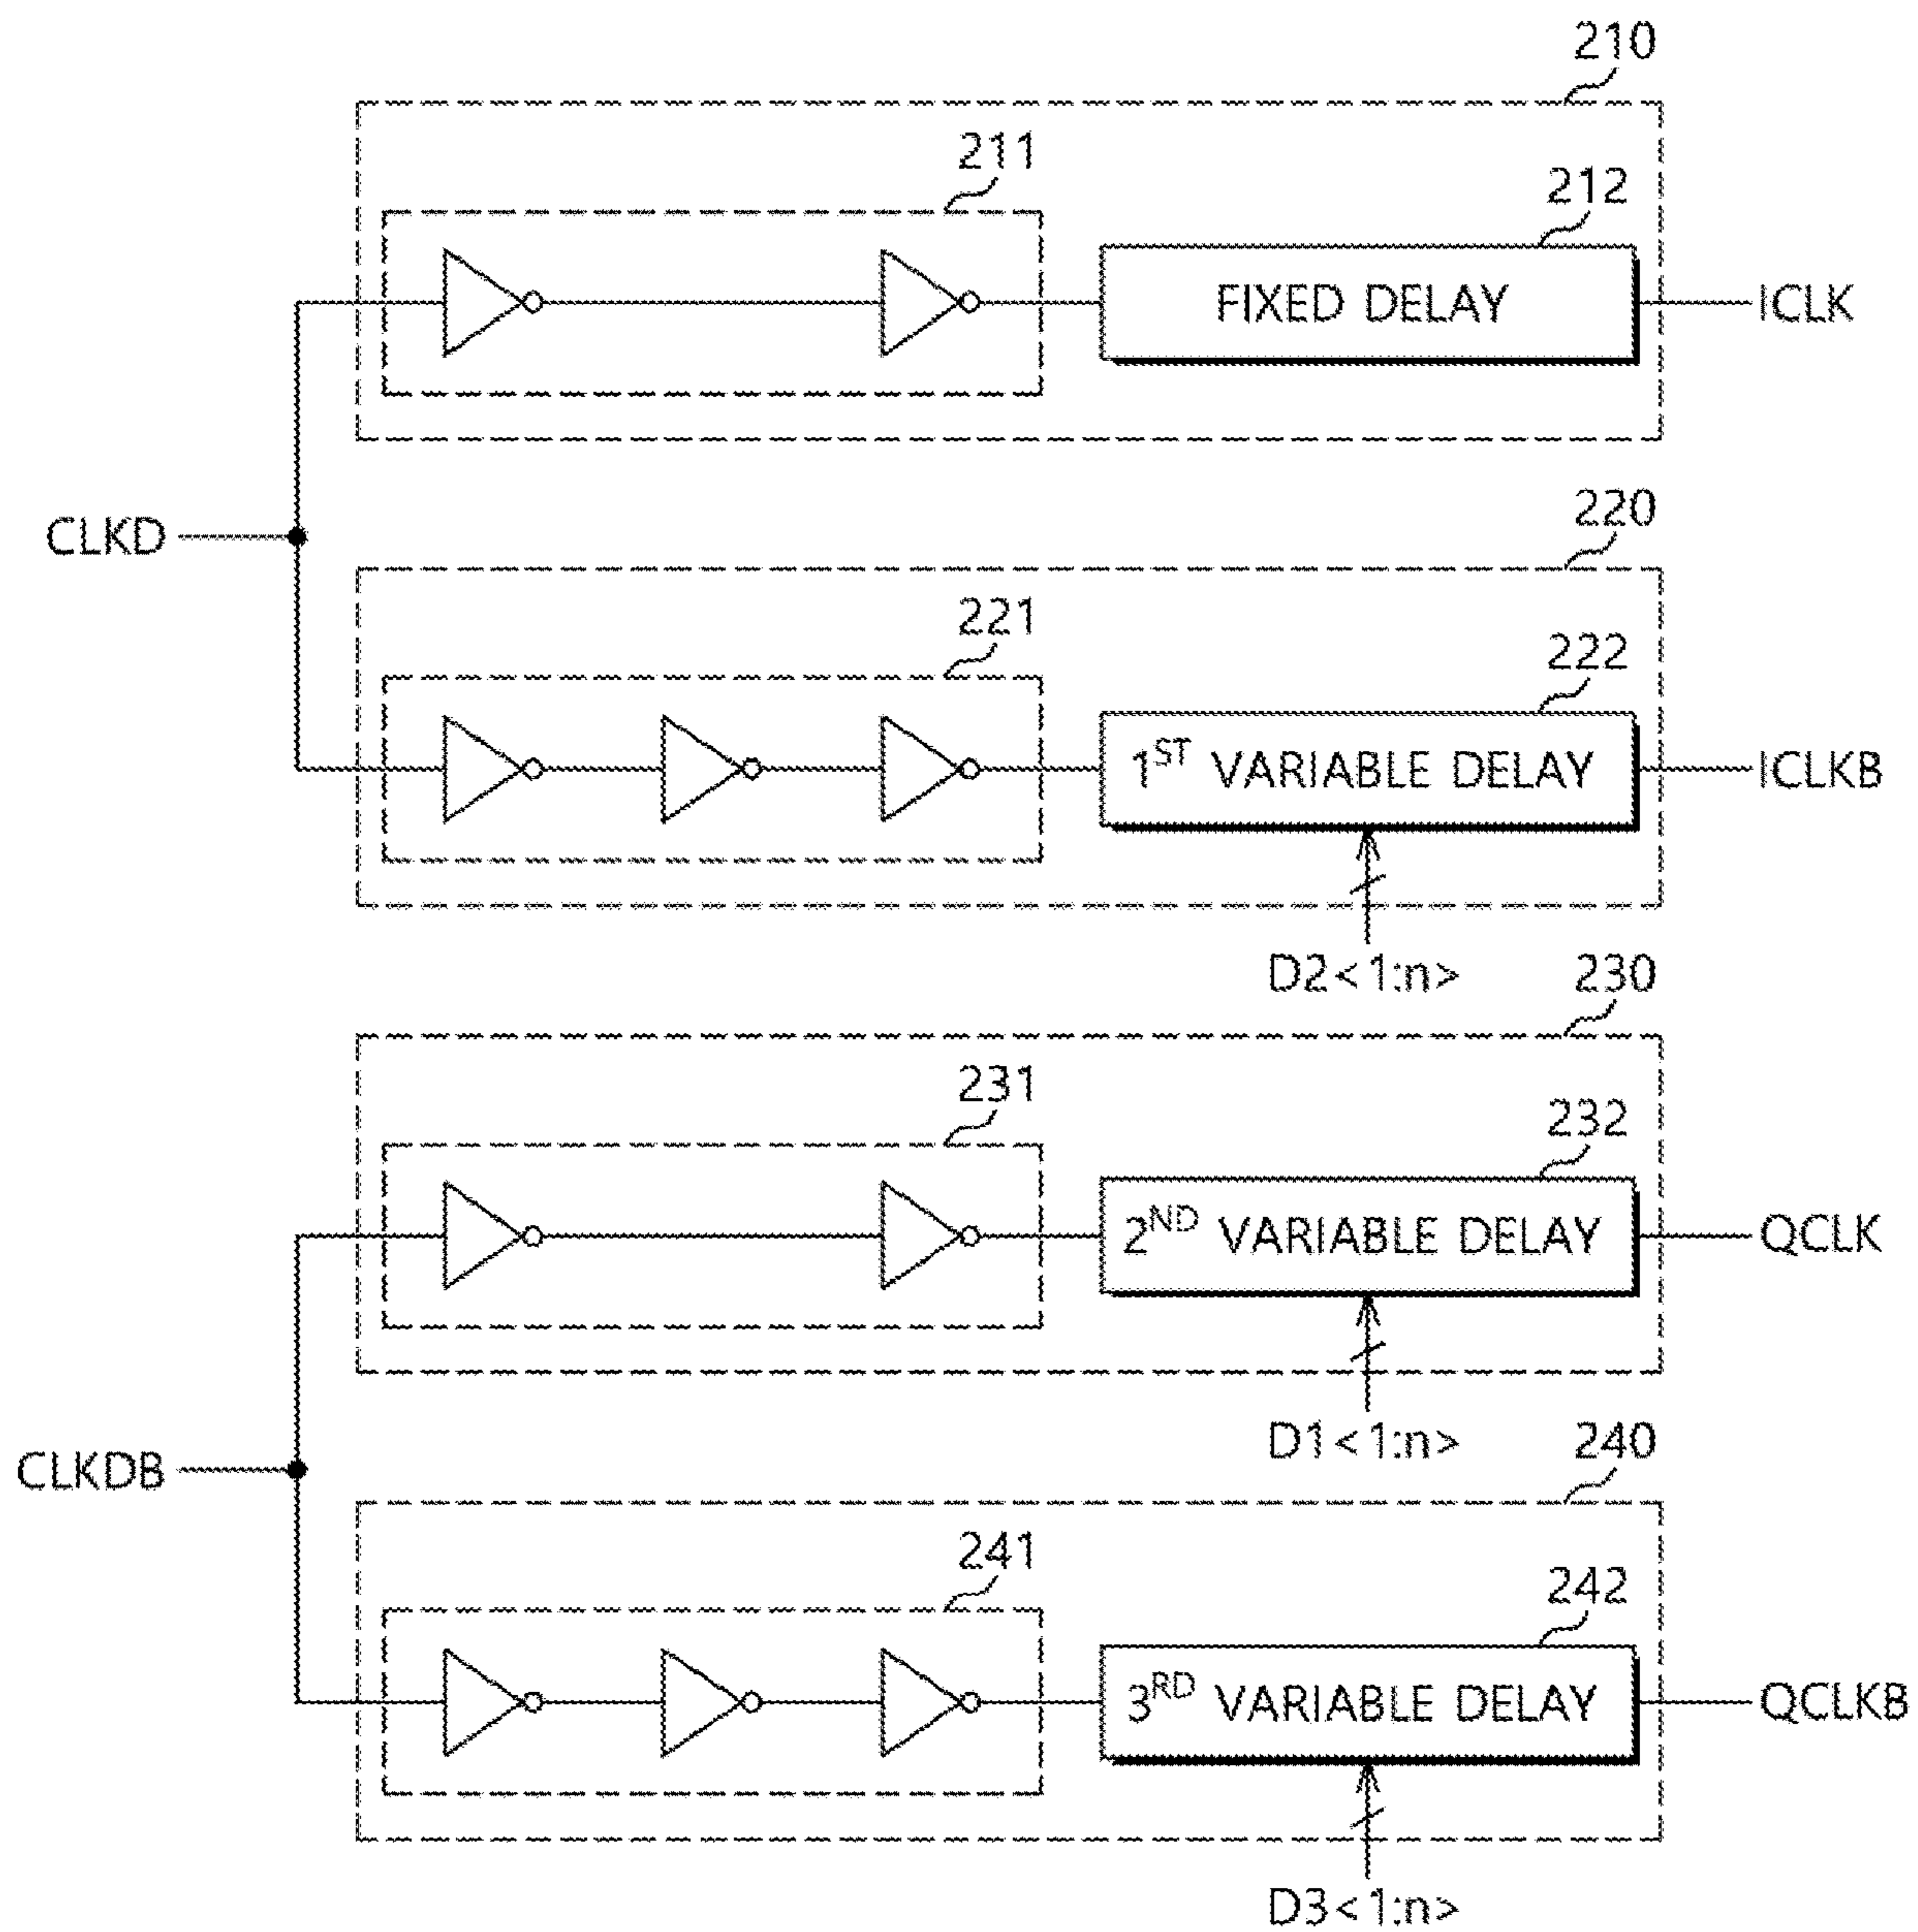 210
211
212
FIXED DELAY
ICLK
CLKD
220
221
222
1ST VARIABLE DELAY
ICLKB
D2<1:n>
230
231
232
2ND VARIABLE DELAY
QCLK
D1<1:n>
CLKDB
240
241
242
3RD VARIABLE DELAY
QCLKB
D3<1:n>